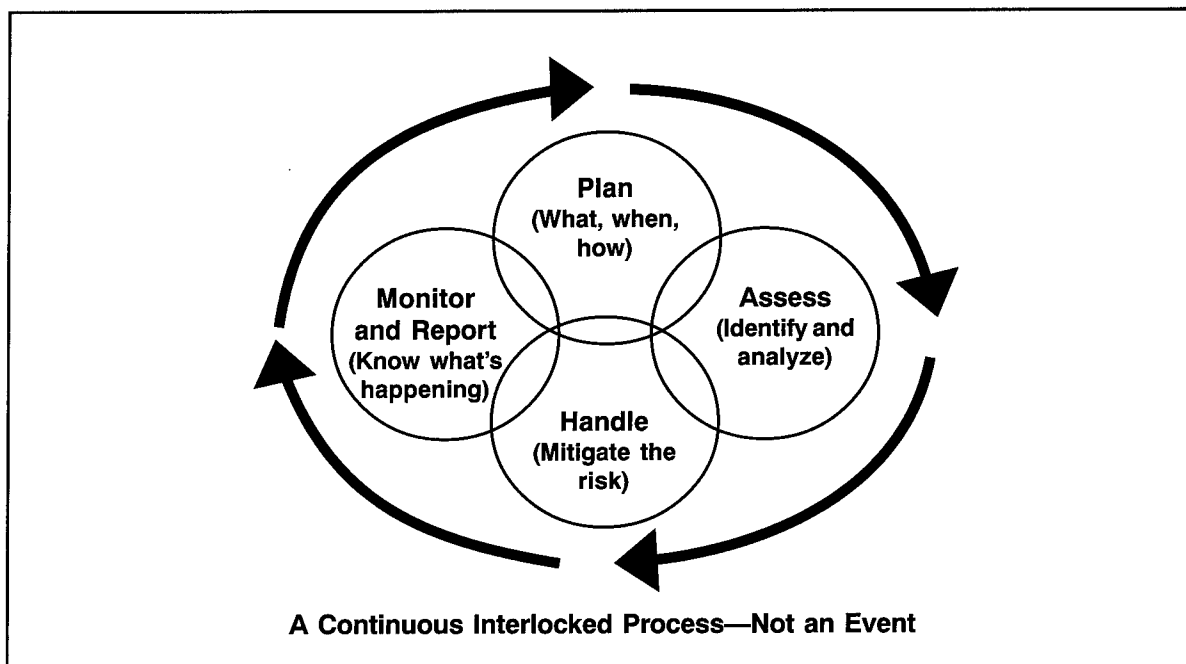 Plan
(What, when,
how)
Monitor
and Report
(Know what's
happening)
Assess
(Identify and
analyze)
Handle
(Mitigate the
risk)
A Continuous Interlocked Process—Not an Event